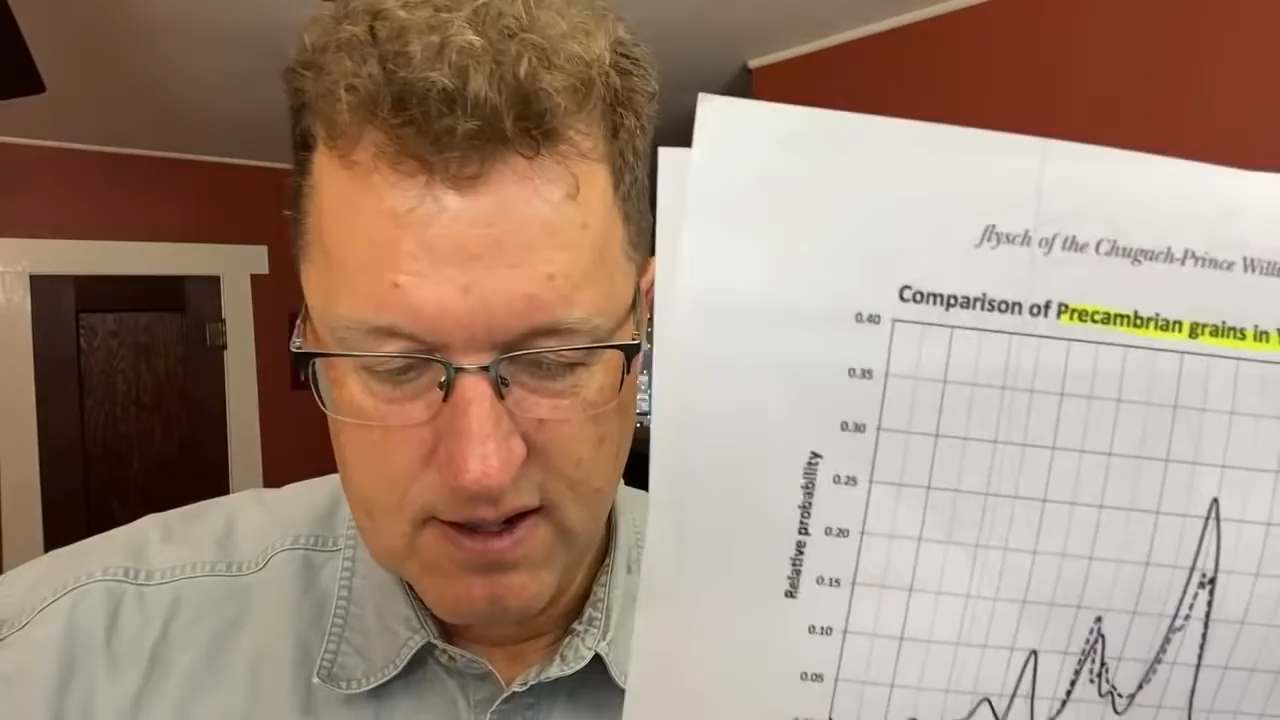 flysch of the Chugach-Prince
Comparison of Precambrian grains in
0.40
0.35
0.30
0.25
0.20
0.15
0.10
0.05
Relative probability